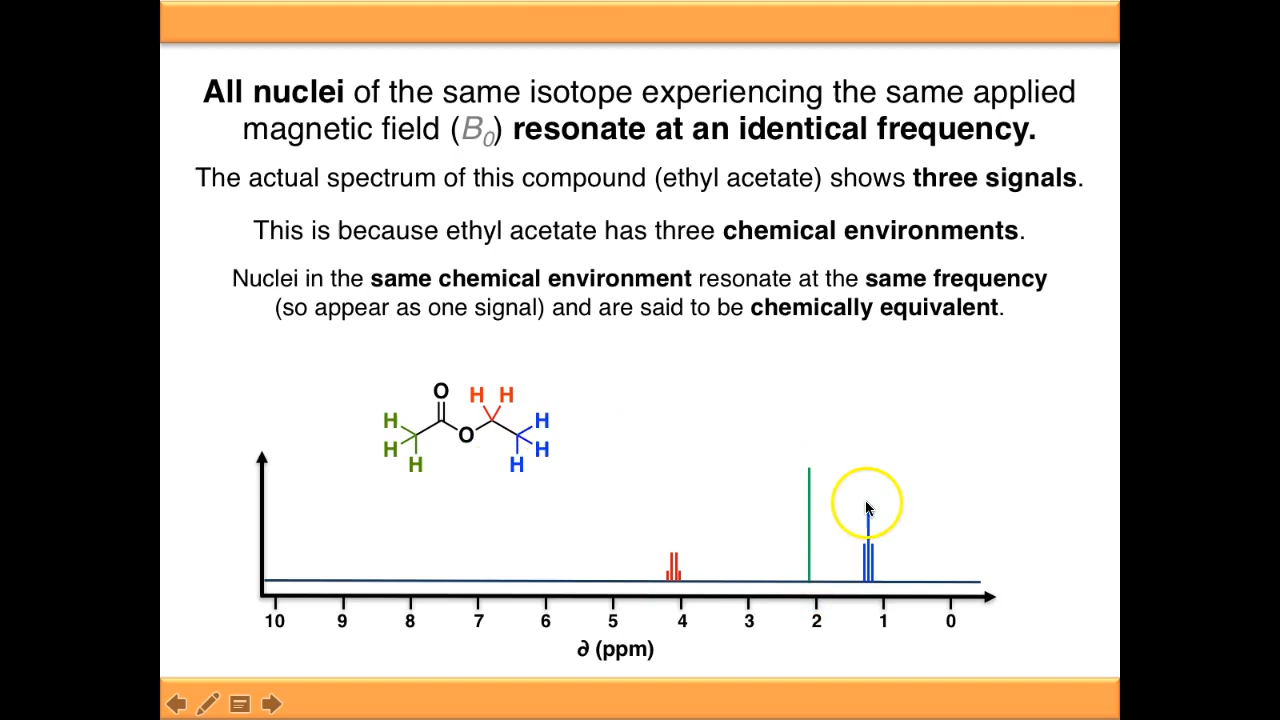 All nuclei of the same isotope experiencing the same applied
magnetic field (B0) resonate at an identical frequency.
The actual spectrum of this compound (ethyl acetate) shows three signals.
This is because ethyl acetate has three chemical environments.
Nuclei in the same chemical environment resonate at the same frequency
(so appear as one signal) and are said to be chemically equivalent.
O H H
H H
H O H
H H
10 9 8 7 6 5 4 3 2 1 0
∂ (ppm)